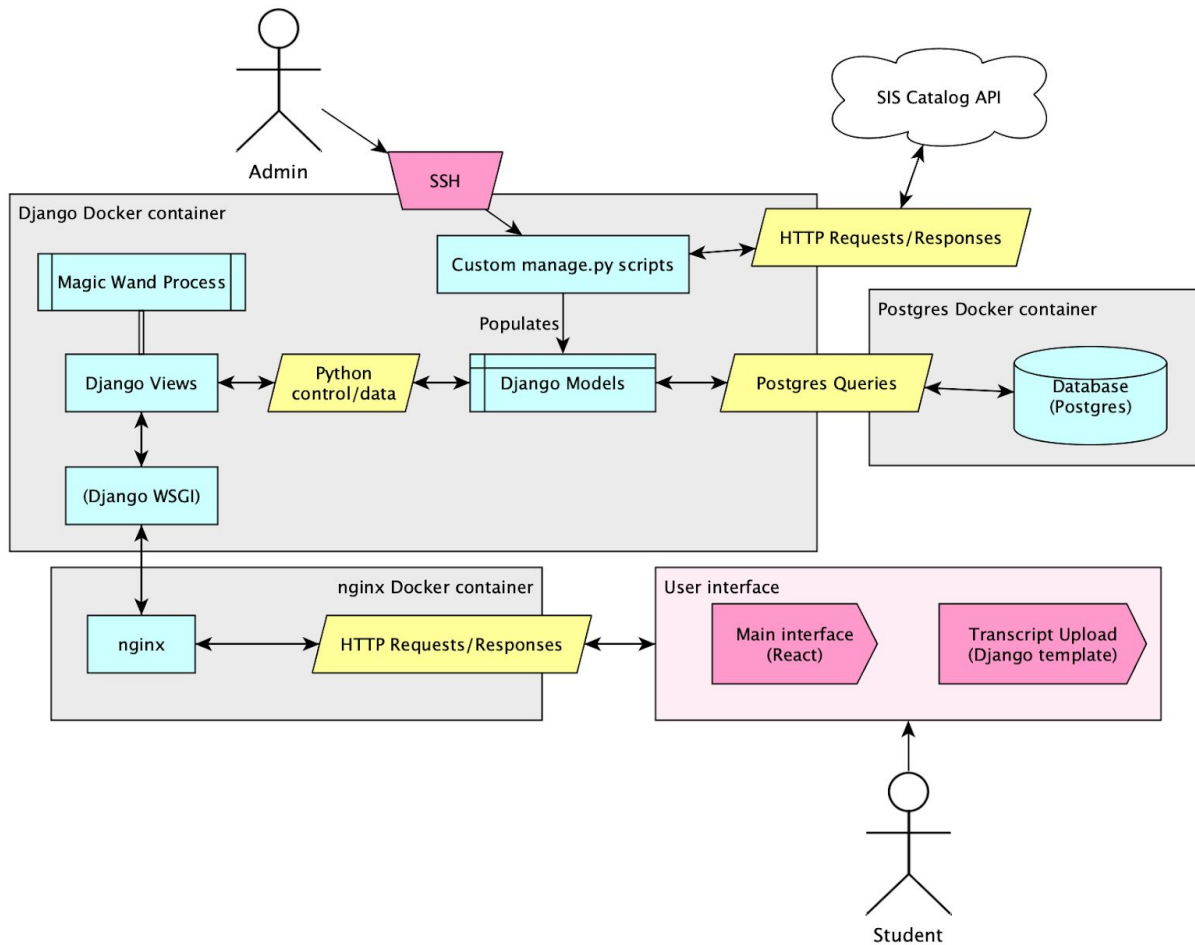 Admin
SIS Catalog API
SSH
Django Docker container
HTTP Requests/Responses
Custom manage.py scripts
Magic Wand Process
Postgres Docker container
Populates
Django Views
Python
control/data
Django Models
Postgres Queries
Database
(Postgres)
(Django WSGI)
nginx Docker container
User interface
nginx
HTTP Requests/Responses
Main interface
(React)
Transcript Upload
(Django template)
Student